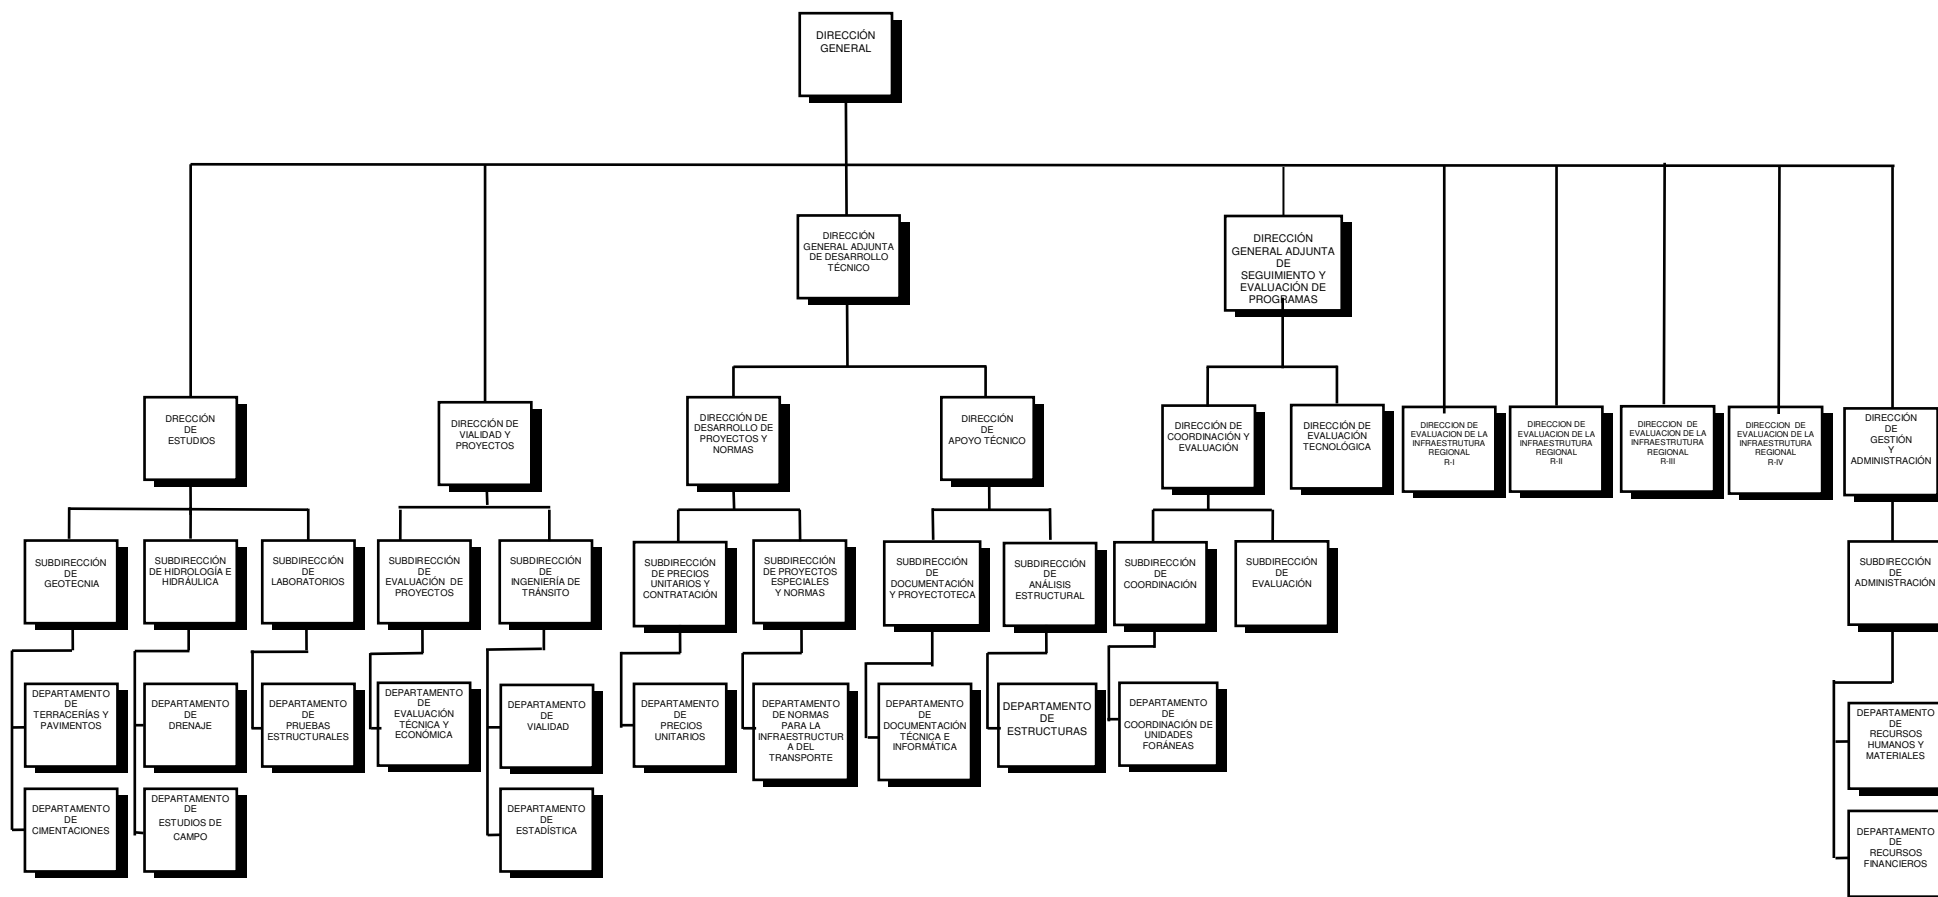 DIRECCIÓN
GENERAL
DIRECCIÓN
GENERAL ADJUNTA
DE DESARROLLO
TÉCNICO
DIRECCIÓN
GENERAL ADJUNTA
DE
SEGUIMIENTO Y
EVALUACIÓN DE
PROGRAMAS
DRECCIÓN
DE
ESTUDIOS
DIRECCIÓN DE
VIALIDAD Y
PROYECTOS
DIRECCIÓN DE
DESARROLLO DE
PROYECTOS Y
NORMAS
DIRECCIÓN
DE
APOYO TÉCNICO
DIRECCIÓN DE
COORDINACIÓN Y
EVALUACIÓN
DIRECCIÓN DE
EVALUACIÓN
TECNOLÓGICA
DIRECCION DE
EVALUACION DE LA
INFRAESTRUTURA
REGIONAL
R-I
DIRECCION DE
EVALUACION DE LA
INFRAESTRUTURA
REGIONAL
R-II
DIRECCION DE
EVALUACION DE LA
INFRAESTRUTURA
REGIONAL
R-III
DIRECCION DE
EVALUACION DE LA
INFRAESTRUTURA
REGIONAL
R-IV
DIRECCIÓN
DE
GESTIÓN
Y
ADMINISTRACIÓN
SUBDIRECCIÓN
DE
GEOTECNIA
SUBDIRECCIÓN
DE HIDROLOGÍA E
HIDRÁULICA
SUBDIRECCIÓN
DE
LABORATORIOS
SUBDIRECCIÓN
DE
EVALUACIÓN DE
PROYECTOS
SUBDIRECCIÓN
DE
INGENIERÍA DE
TRÁNSITO
SUBDIRECCIÓN
DE PRECIOS
UNITARIOS Y
CONTRATACIÓN
SUBDIRECCIÓN
DE PROYECTOS
ESPECIALES
Y NORMAS
SUBDIRECCIÓN
DE
DOCUMENTACIÓN
Y PROYECTOTECA
SUBDIRECCIÓN
DE
ANÁLISIS
ESTRUCTURAL
SUBDIRECCIÓN
DE
COORDINACIÓN
SUBDIRECCIÓN
DE
EVALUACIÓN
SUBDIRECCIÓN
DE
ADMINISTRACIÓN
DEPARTAMENTO
DE
TERRACERÍAS Y
PAVIMENTOS
DEPARTAMENTO
DE
DRENAJE
DEPARTAMENTO
DE
PRUEBAS
ESTRUCTURALES
DEPARTAMENTO
DE
EVALUACIÓN
TÉCNICA Y
ECONÓMICA
DEPARTAMENTO
DE
VIALIDAD
DEPARTAMENTO
DE
PRECIOS
UNITARIOS
DEPARTAMENTO
DE NORMAS
PARA LA
INFRAESTRUCTUR
A DEL
TRANSPORTE
DEPARTAMENTO
DE
DOCUMENTACIÓN
TÉCNICA E
INFORMÁTICA
DEPARTAMENTO
DE
ESTRUCTURAS
DEPARTAMENTO
DE
COORDINACIÓN DE
UNIDADES
FORÁNEAS
DEPARTAMENTO
DE
RECURSOS
HUMANOS Y
MATERIALES
DEPARTAMENTO
DE
CIMENTACIONES
DEPARTAMENTO
DE
ESTUDIOS DE
CAMPO
DEPARTAMENTO
DE
ESTADÍSTICA
DEPARTAMENTO
DE
RECURSOS
FINANCIEROS